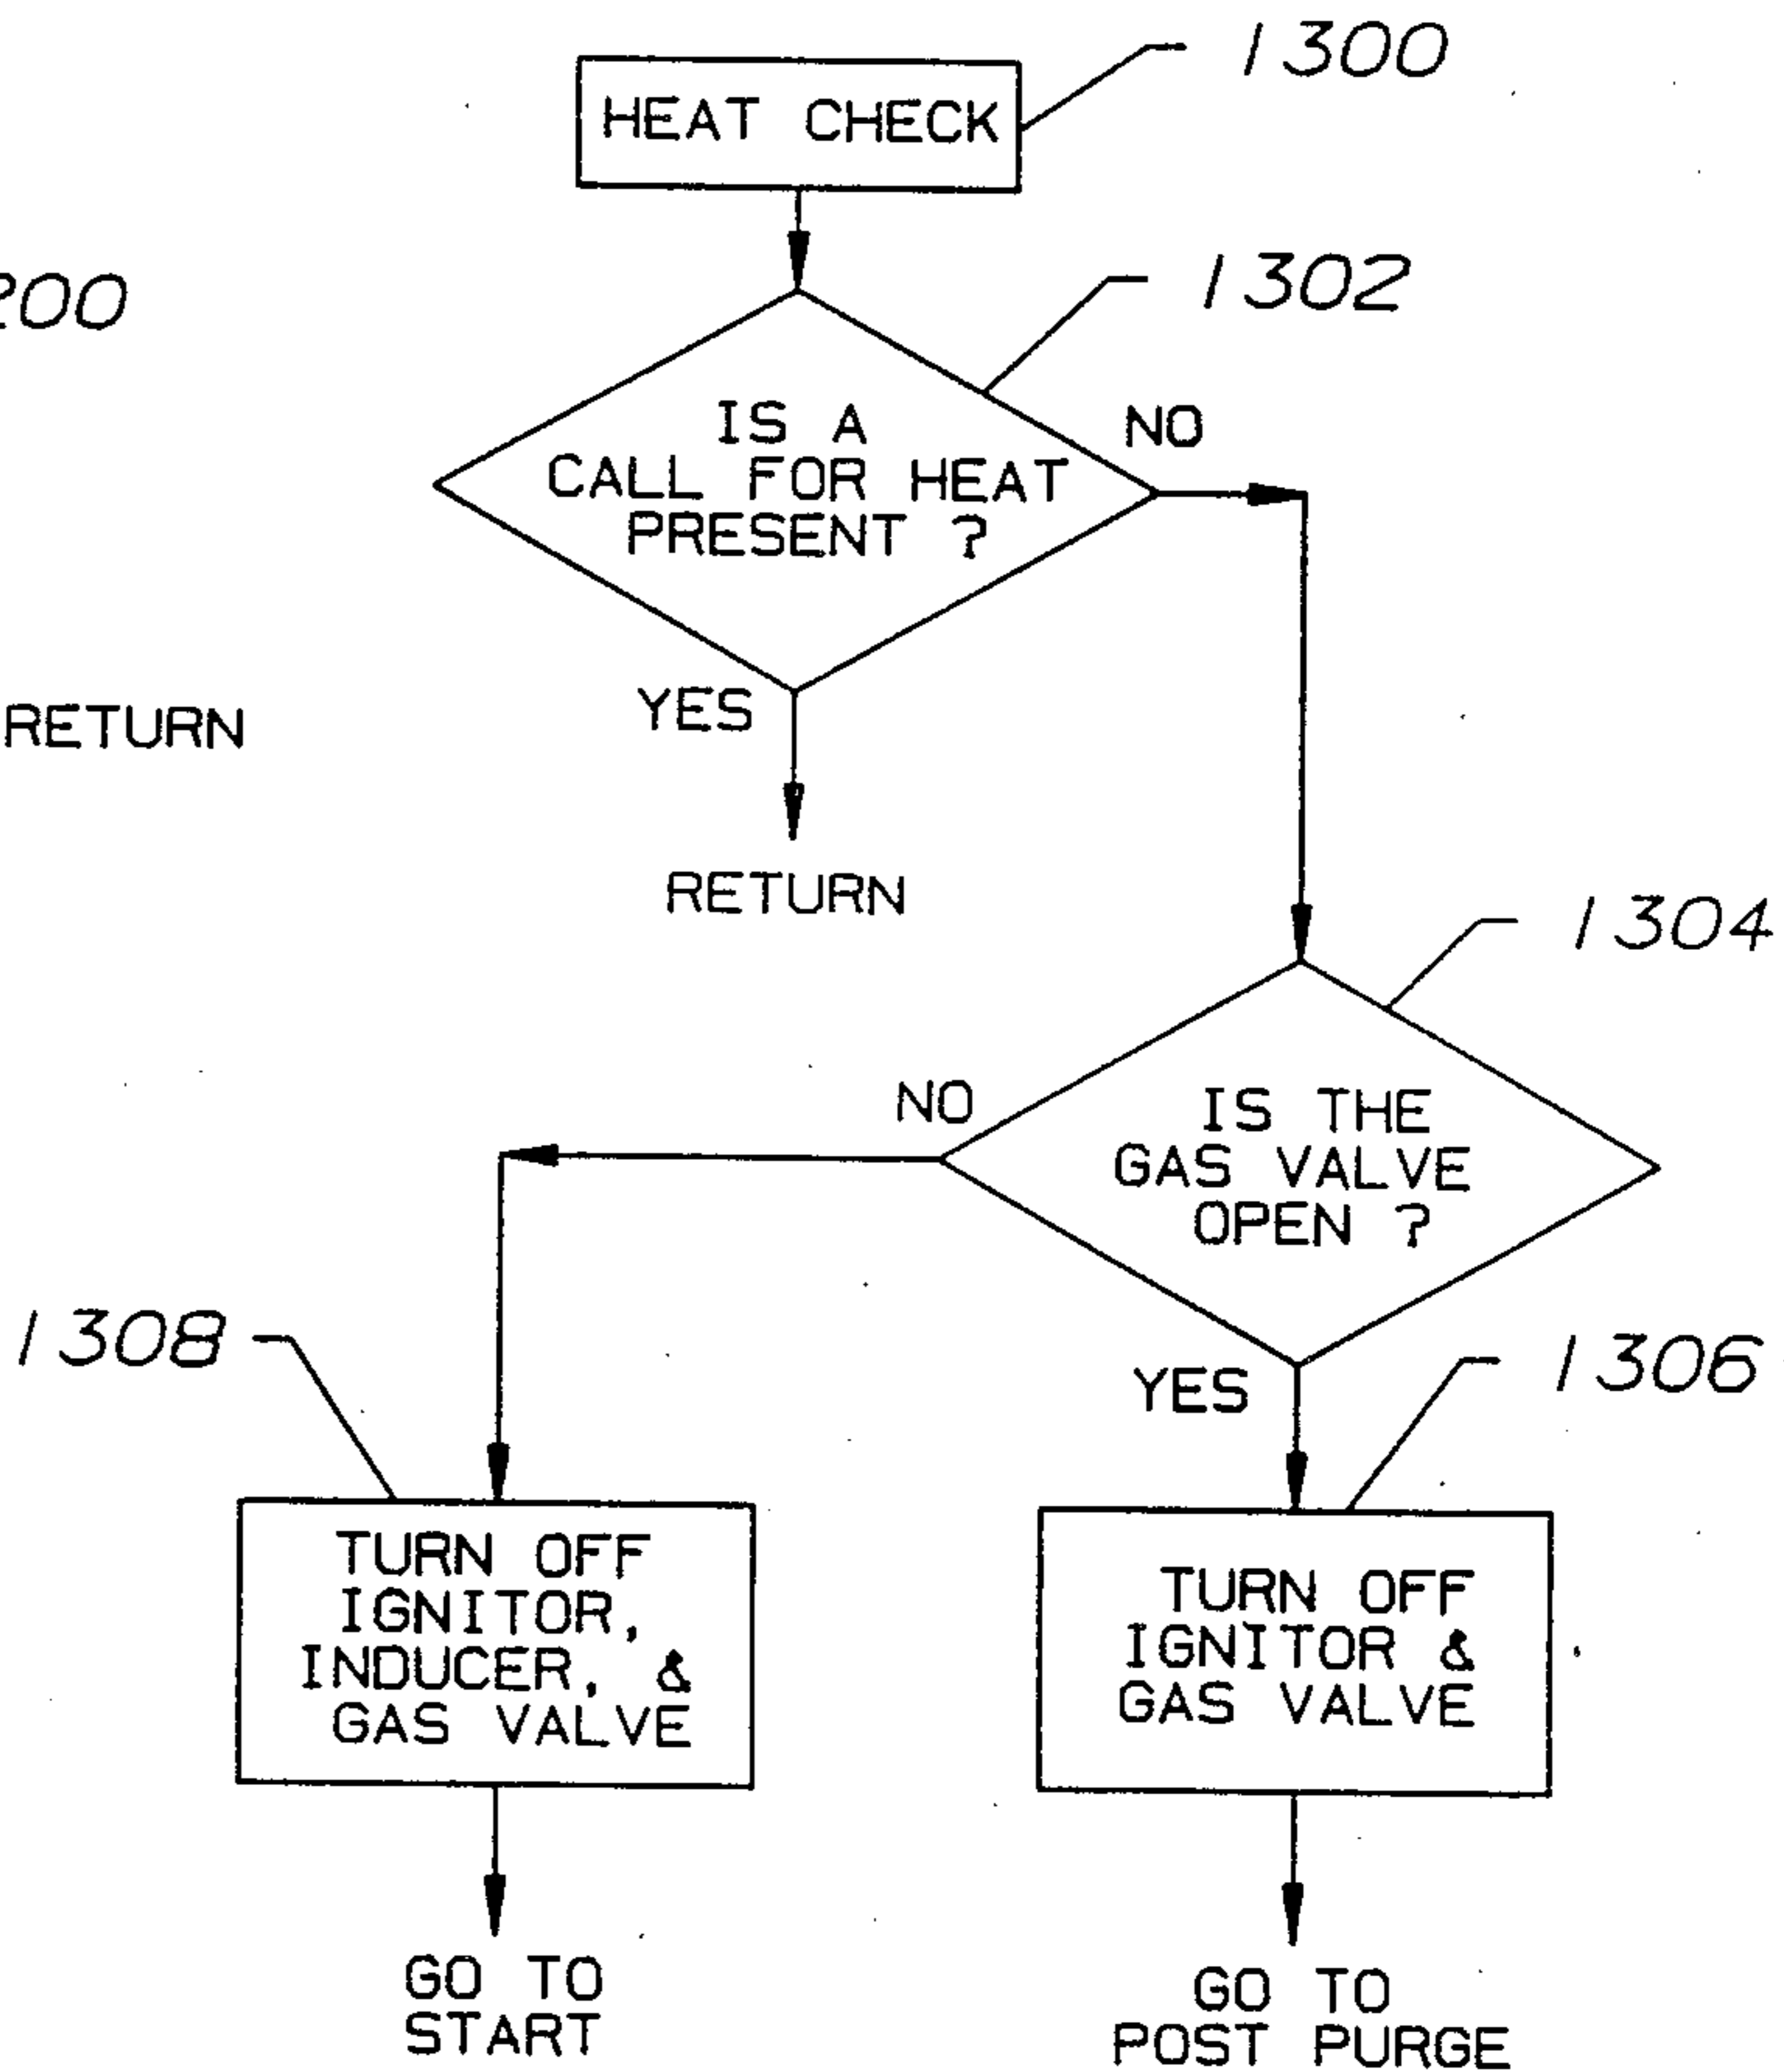 1300
HEAT CHECK
1302
IS A
CALL FOR HEAT
PRESENT ?
NO
YES
RETURN
RETURN
1304
IS THE
GAS VALVE
OPEN ?
NO
YES
1308
1306
TURN OFF
IGNITOR,
INDUCER, &
GAS VALVE
TURN OFF
IGNITOR &
GAS VALVE
GO TO
START
GO TO
POST PURGE